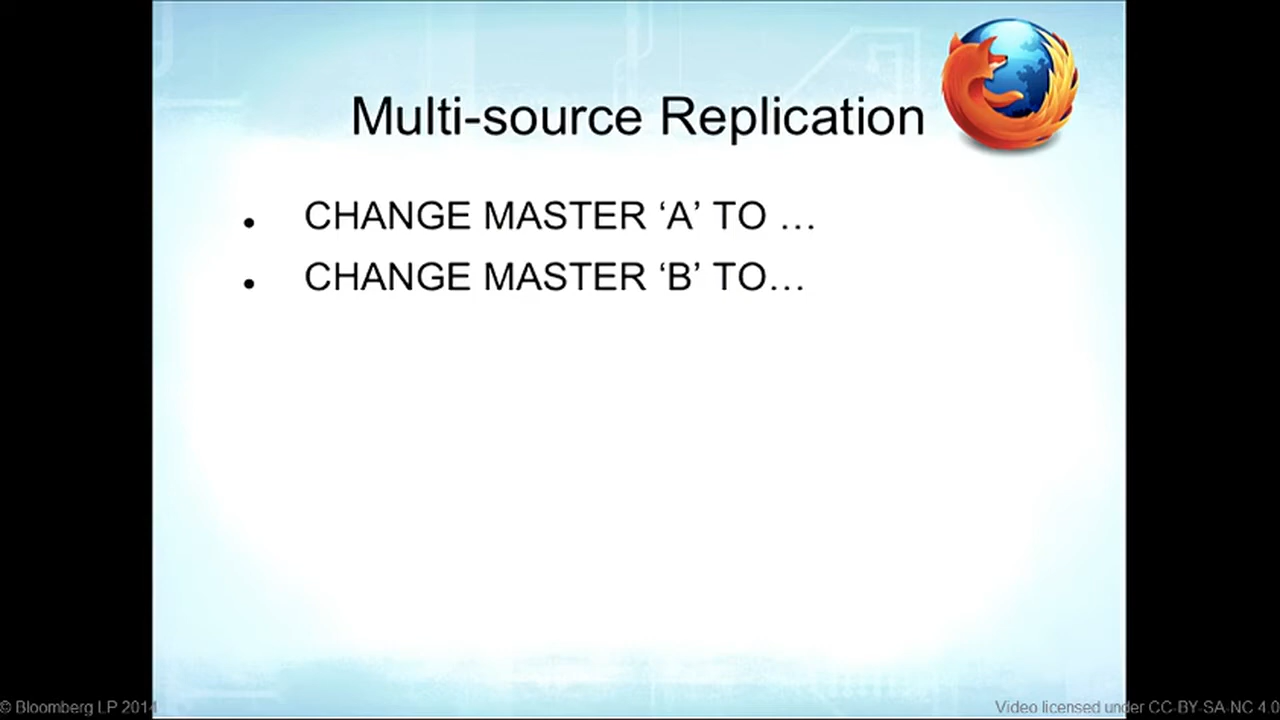 Multi-source Replication
• CHANGE MASTER ‘A’ TO …
• CHANGE MASTER ‘B’ TO…
© Bloomberg LP 2014
Video licensed under CC-BY-SA-NC 4.0